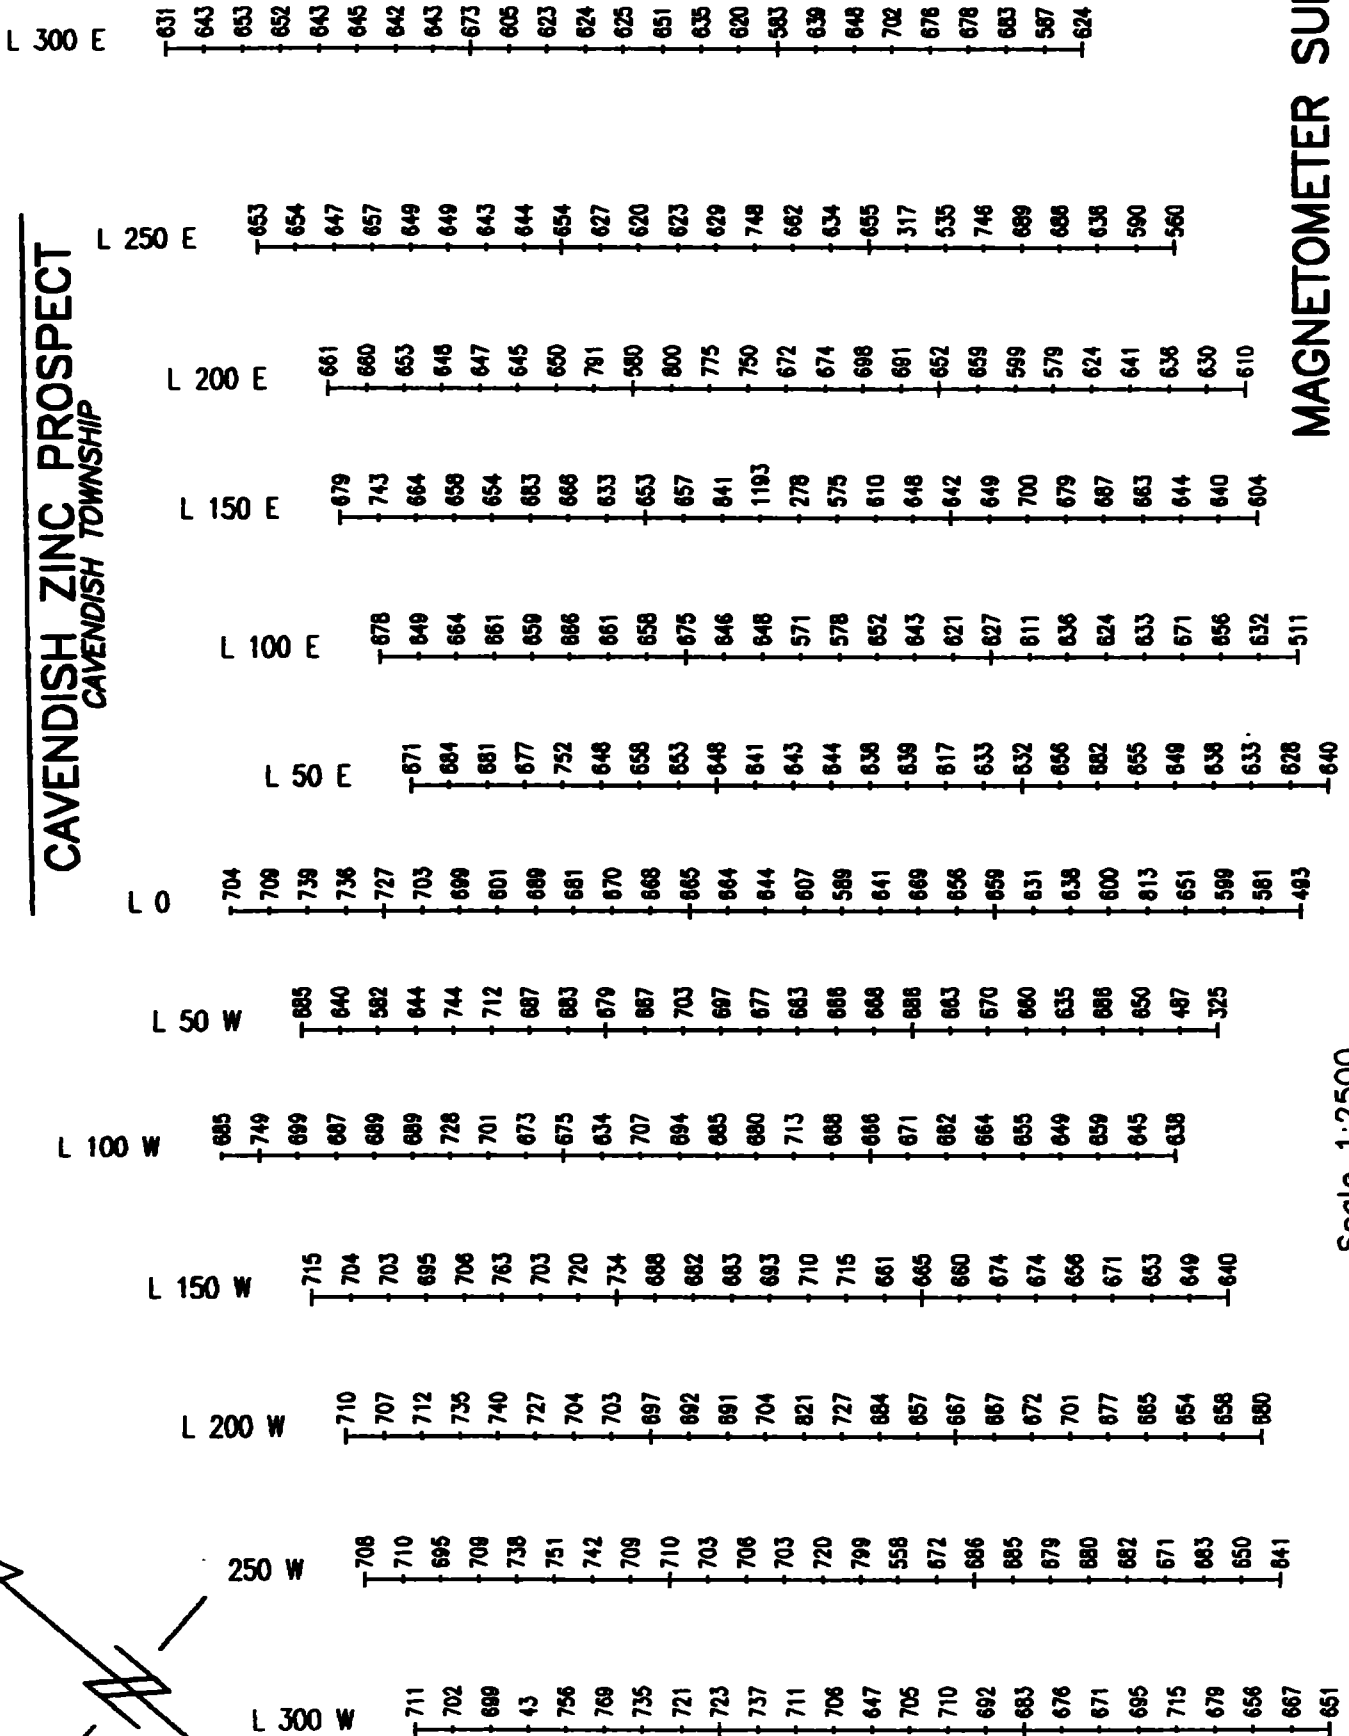 L 300 E 631 643 653 652 643 645 642 643 673 605 623 624 625 651 635 620 583 639 648 702 676 678 683 587 624
CAVENDISH ZINC PROSPECT
CAVENDISH TOWNSHIP
MAGNETOMETER
L 250 E 653 654 647 657 649 649 643 644 654 627 620 623 629 748 662 634 655 317 535 746 689 686 638 590 560
L 200 E 661 660 653 648 647 645 650 791 580 800 775 750 672 674 698 691 652 659 599 579 624 641 636 630 610
L 150 E 679 743 664 658 654 683 666 633 653 657 841 1193 278 575 610 648 642 649 700 679 687 663 644 640 604
L 100 E 678 649 664 661 659 666 661 658 675 646 648 571 578 652 643 621 627 611 636 624 633 671 656 632 511
L 50 E 671 684 681 677 752 648 658 653 648 641 643 644 638 639 617 633 632 656 682 655 649 638 633 628 640
L 0 704 709 739 736 727 703 699 601 689 681 670 668 665 664 644 607 589 641 669 656 659 631 638 600 813 651 599 581 493
L 50 W 685 640 582 644 744 712 687 683 679 667 703 697 677 663 666 668 686 663 670 660 635 666 650 487 325
L 100 W 685 749 699 687 689 689 728 701 673 675 634 707 694 685 680 713 688 666 671 662 664 655 649 659 645 638
Scale 1:2500
L 150 W 715 704 703 695 706 763 703 720 734 688 682 683 693 710 715 661 665 660 674 674 656 671 653 649 640
L 200 W 710 707 712 735 740 727 704 703 697 692 691 704 821 727 684 657 667 667 672 701 677 665 654 658 680
250 W 708 710 695 709 738 751 742 709 710 703 706 703 720 799 558 672 686 685 679 680 682 671 683 650 641
L 300 W 711 702 699 43 756 769 735 721 723 737 711 706 647 705 710 692 683 676 671 695 715 679 656 667 651